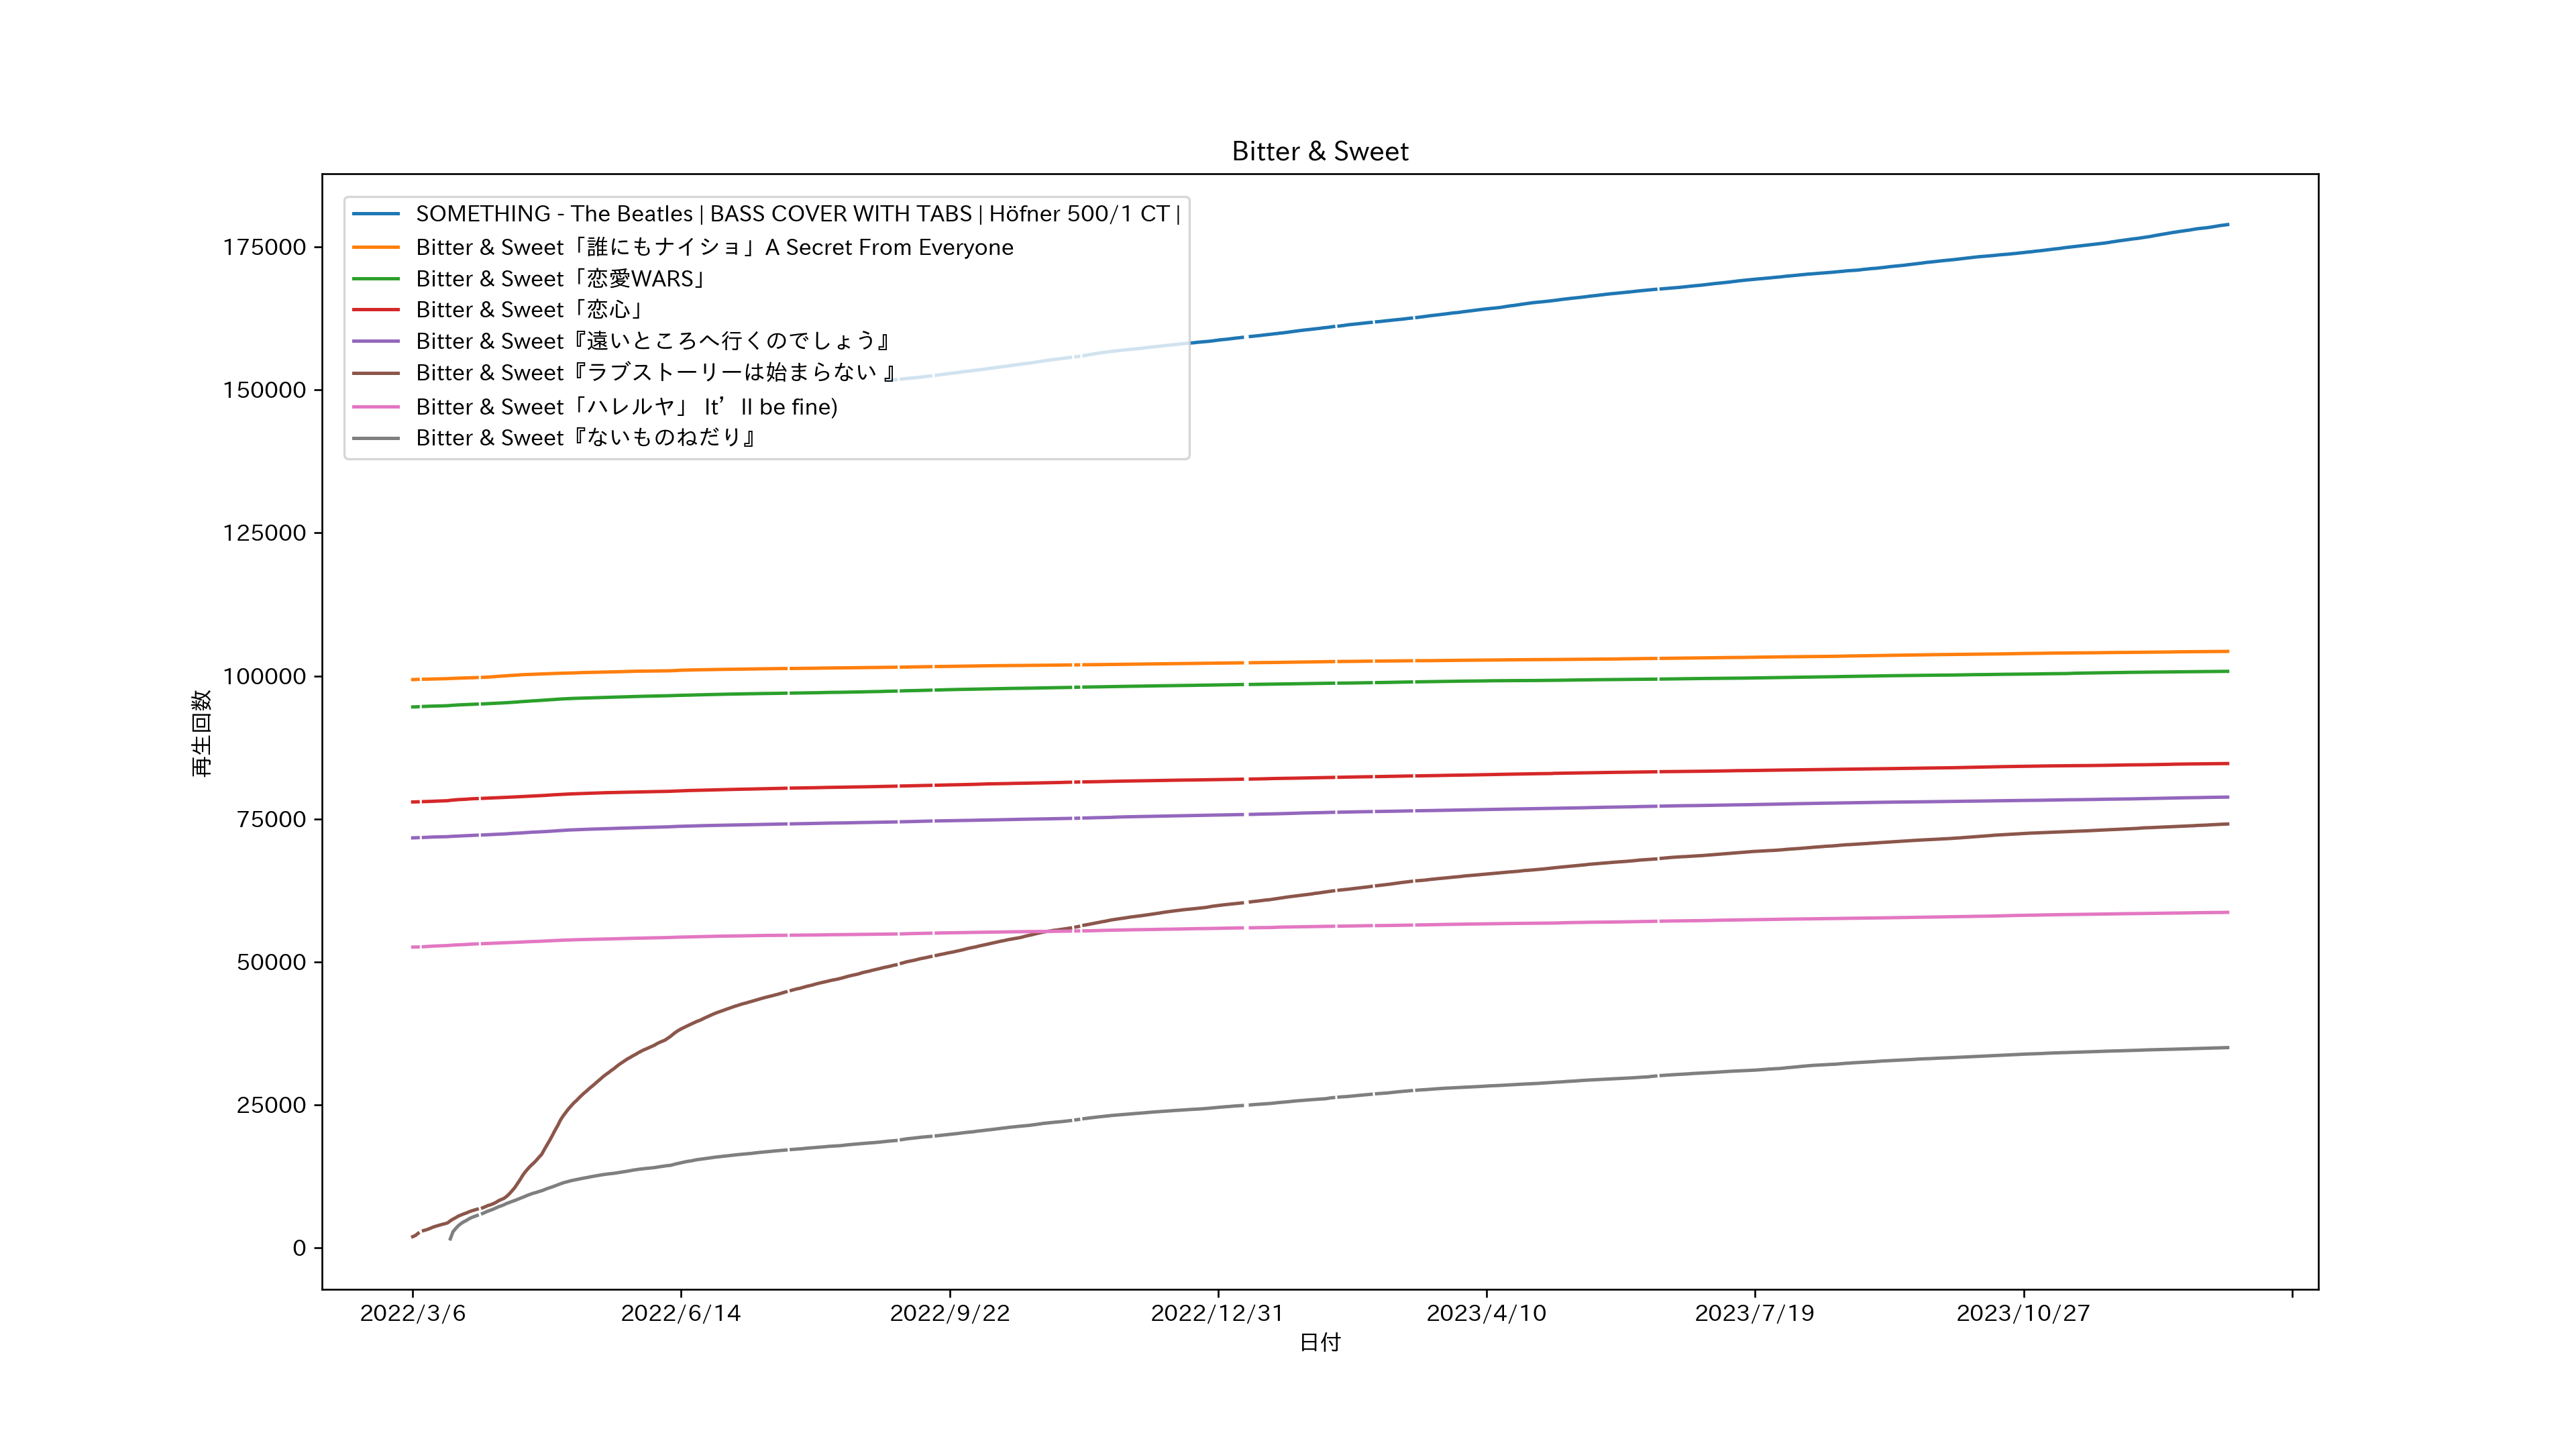 Bitter & Sweet
SOMETHING - The Beatles | BASS COVER WITH TABS | Höfner 500/1 CT |
Bitter & Sweet「誰にもナイショ」A Secret From Everyone
Bitter & Sweet「恋愛WARS」
Bitter & Sweet「恋心」
Bitter & Sweet『遠いところへ行くのでしょう』
Bitter & Sweet『ラブストーリーは始まらない 』
Bitter & Sweet「ハレルヤ」 It’ll be fine)
Bitter & Sweet『ないものねだり』
再生回数
175000
150000
125000
100000
75000
50000
25000
0
2022/3/6 2022/6/14 2022/9/22 2022/12/31 2023/4/10 2023/7/19 2023/10/27
日付